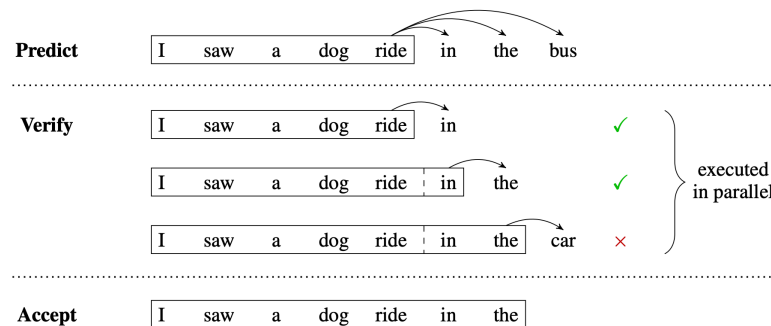 Predict I saw a dog ride in the bus
Verify I saw a dog ride in ✓
I saw a dog ride in the ✓
executed
in parallel
I saw a dog ride in the car ×
Accept I saw a dog ride in the